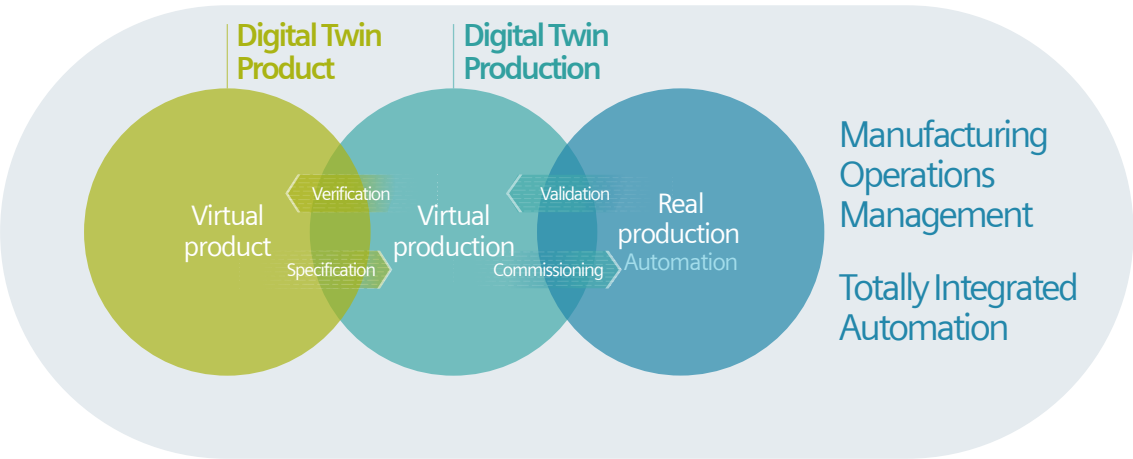 Digital Twin
Product
Digital Twin
Production
Verification
Virtual
product
Specification
Validation
Virtual
production
Commissioning
Real
production
Automation
Manufacturing
Operations
Management
Totally Integrated
Automation